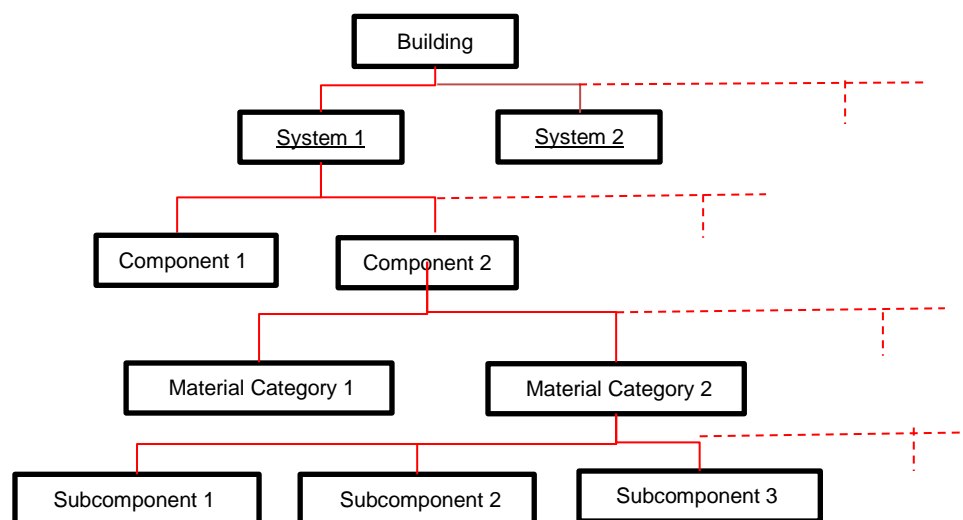 Building
System 1
System 2
Component 1
Component 2
Material Category 1
Material Category 2
Subcomponent 1
Subcomponent 2
Subcomponent 3